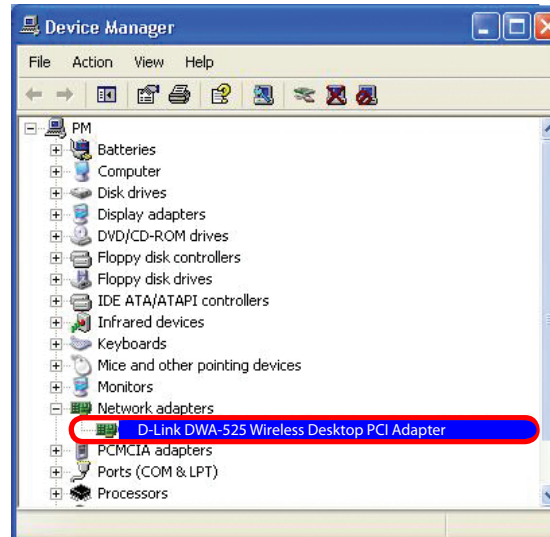 Device Manager
File Action View Help
PM
Batteries
Computer
Disk drives
Display adapters
DVD/CD-ROM drives
Floppy disk controllers
Floppy disk drives
IDE ATA/ATAPI controllers
Infrared devices
Keyboards
Mice and other pointing devices
Monitors
Network adapters
D-Link DWA-525 Wireless Desktop PCI Adapter
PCMCIA adapters
Ports (COM & LPT)
Processors